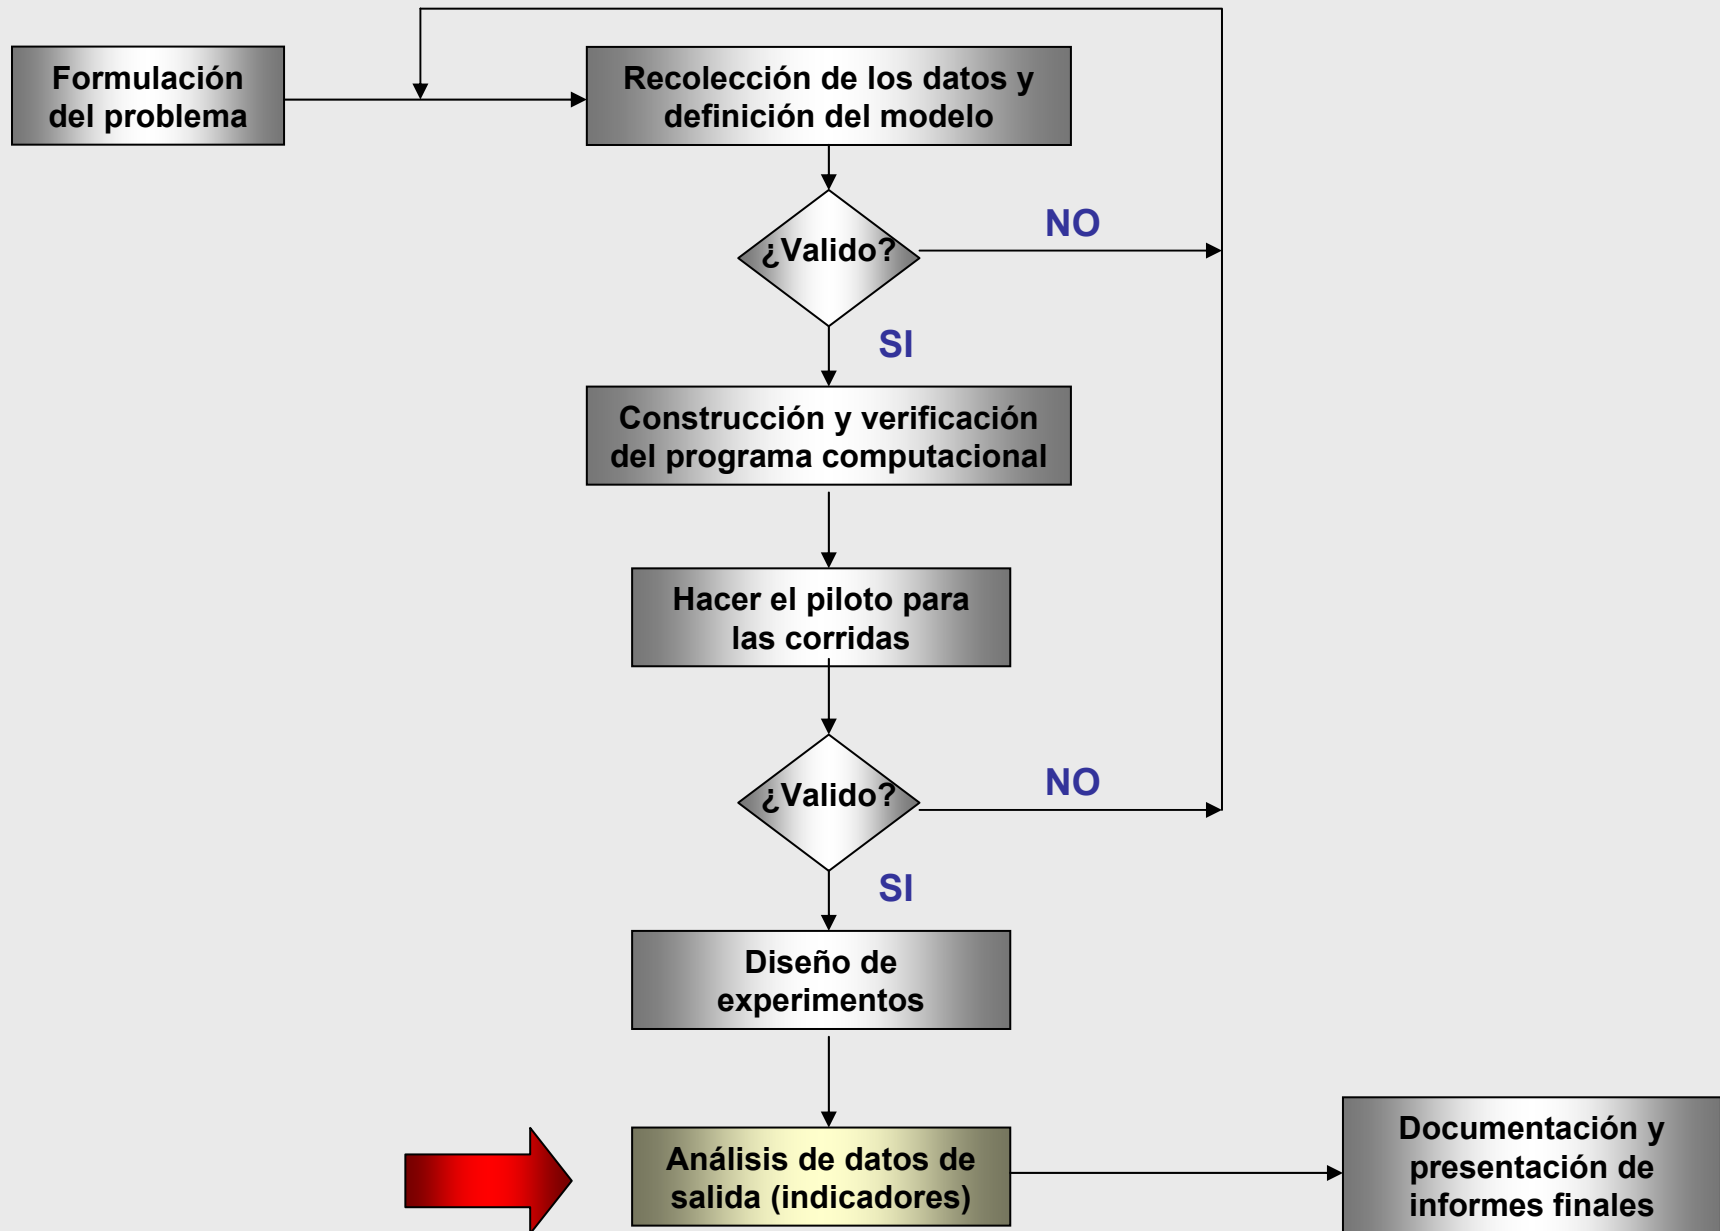 Formulación
del problema
Recolección de los datos y
definición del modelo
¿Valido?
NO
SI
Construcción y verificación
del programa computacional
Hacer el piloto para
las corridas
¿Valido?
NO
SI
Diseño de
experimentos
Análisis de datos de
salida (indicadores)
Documentación y
presentación de
informes finales